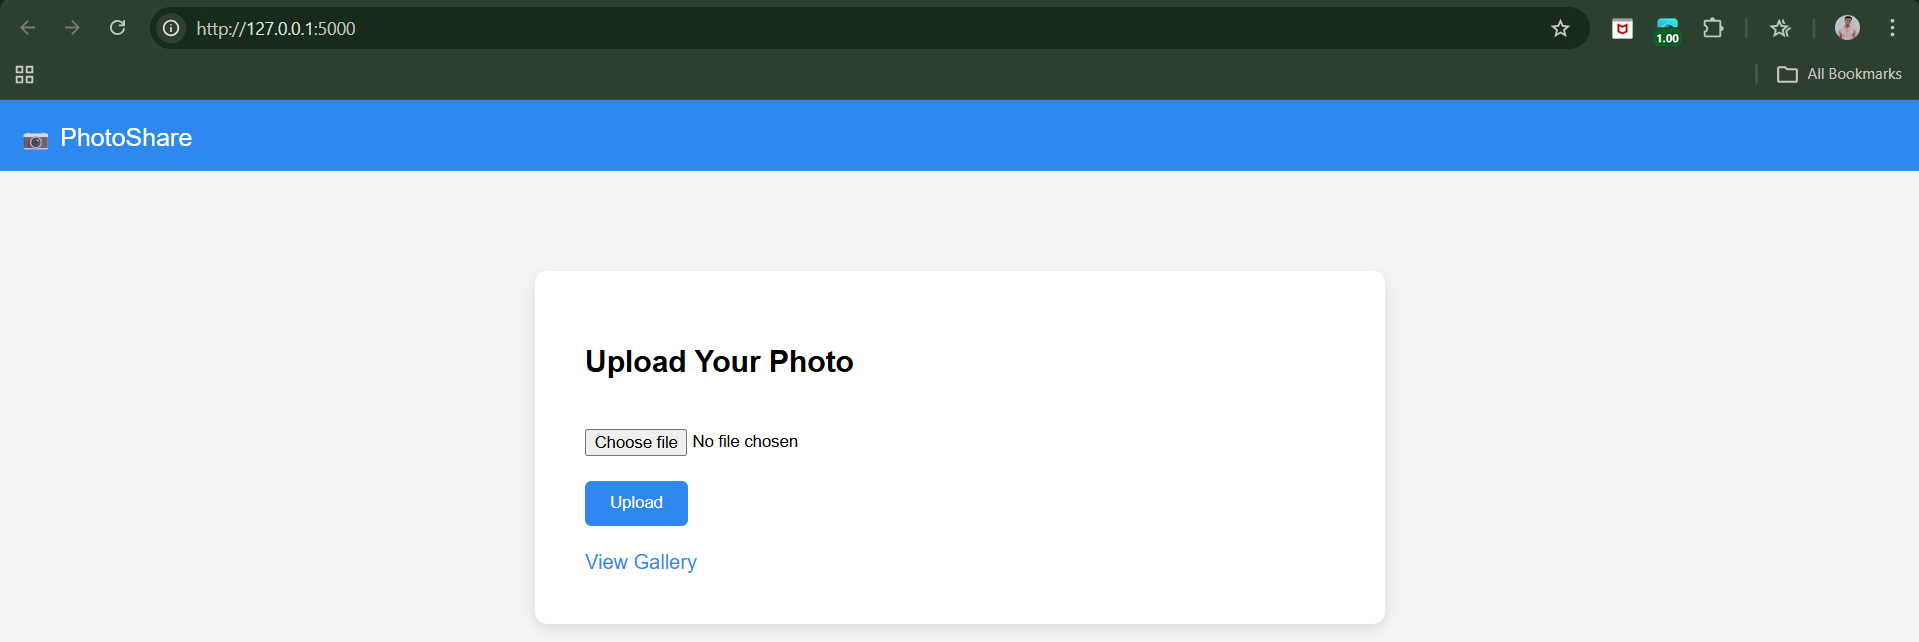 http://127.0.0.1:5000
1.00
All Bookmarks
PhotoShare
Upload Your Photo
Choose file No file chosen
Upload
View Gallery